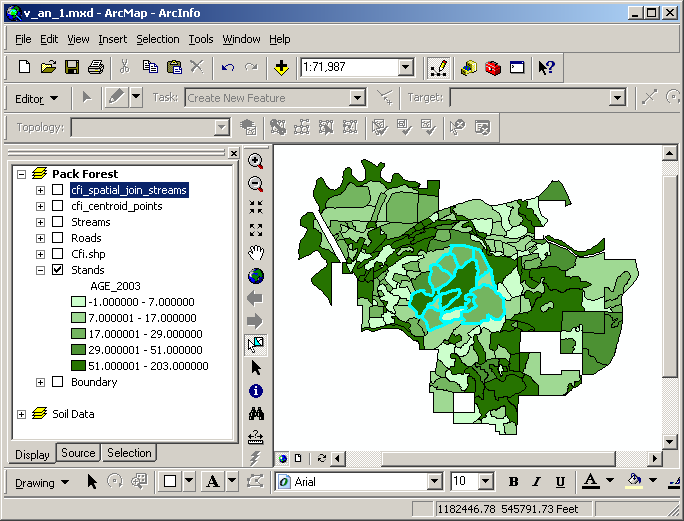 v_an_1.mxd - ArcMap - ArcInfo
File Edit View Insert Selection Tools Window Help
1:71,987
Editor Task: Create New Feature Target:
Topology:
Pack Forest
cfi_spatial_join_streams
cfi_centroid_points
Streams
Roads
Cfi.shp
Stands
AGE_2003
-1.000000 - 7.000000
7.000001 - 17.000000
17.000001 - 29.000000
29.000001 - 51.000000
51.000001 - 203.000000
Boundary
Soil Data
Display Source Selection
Drawing A Arial 10 B I U A
1182446.78 545791.73 Feet